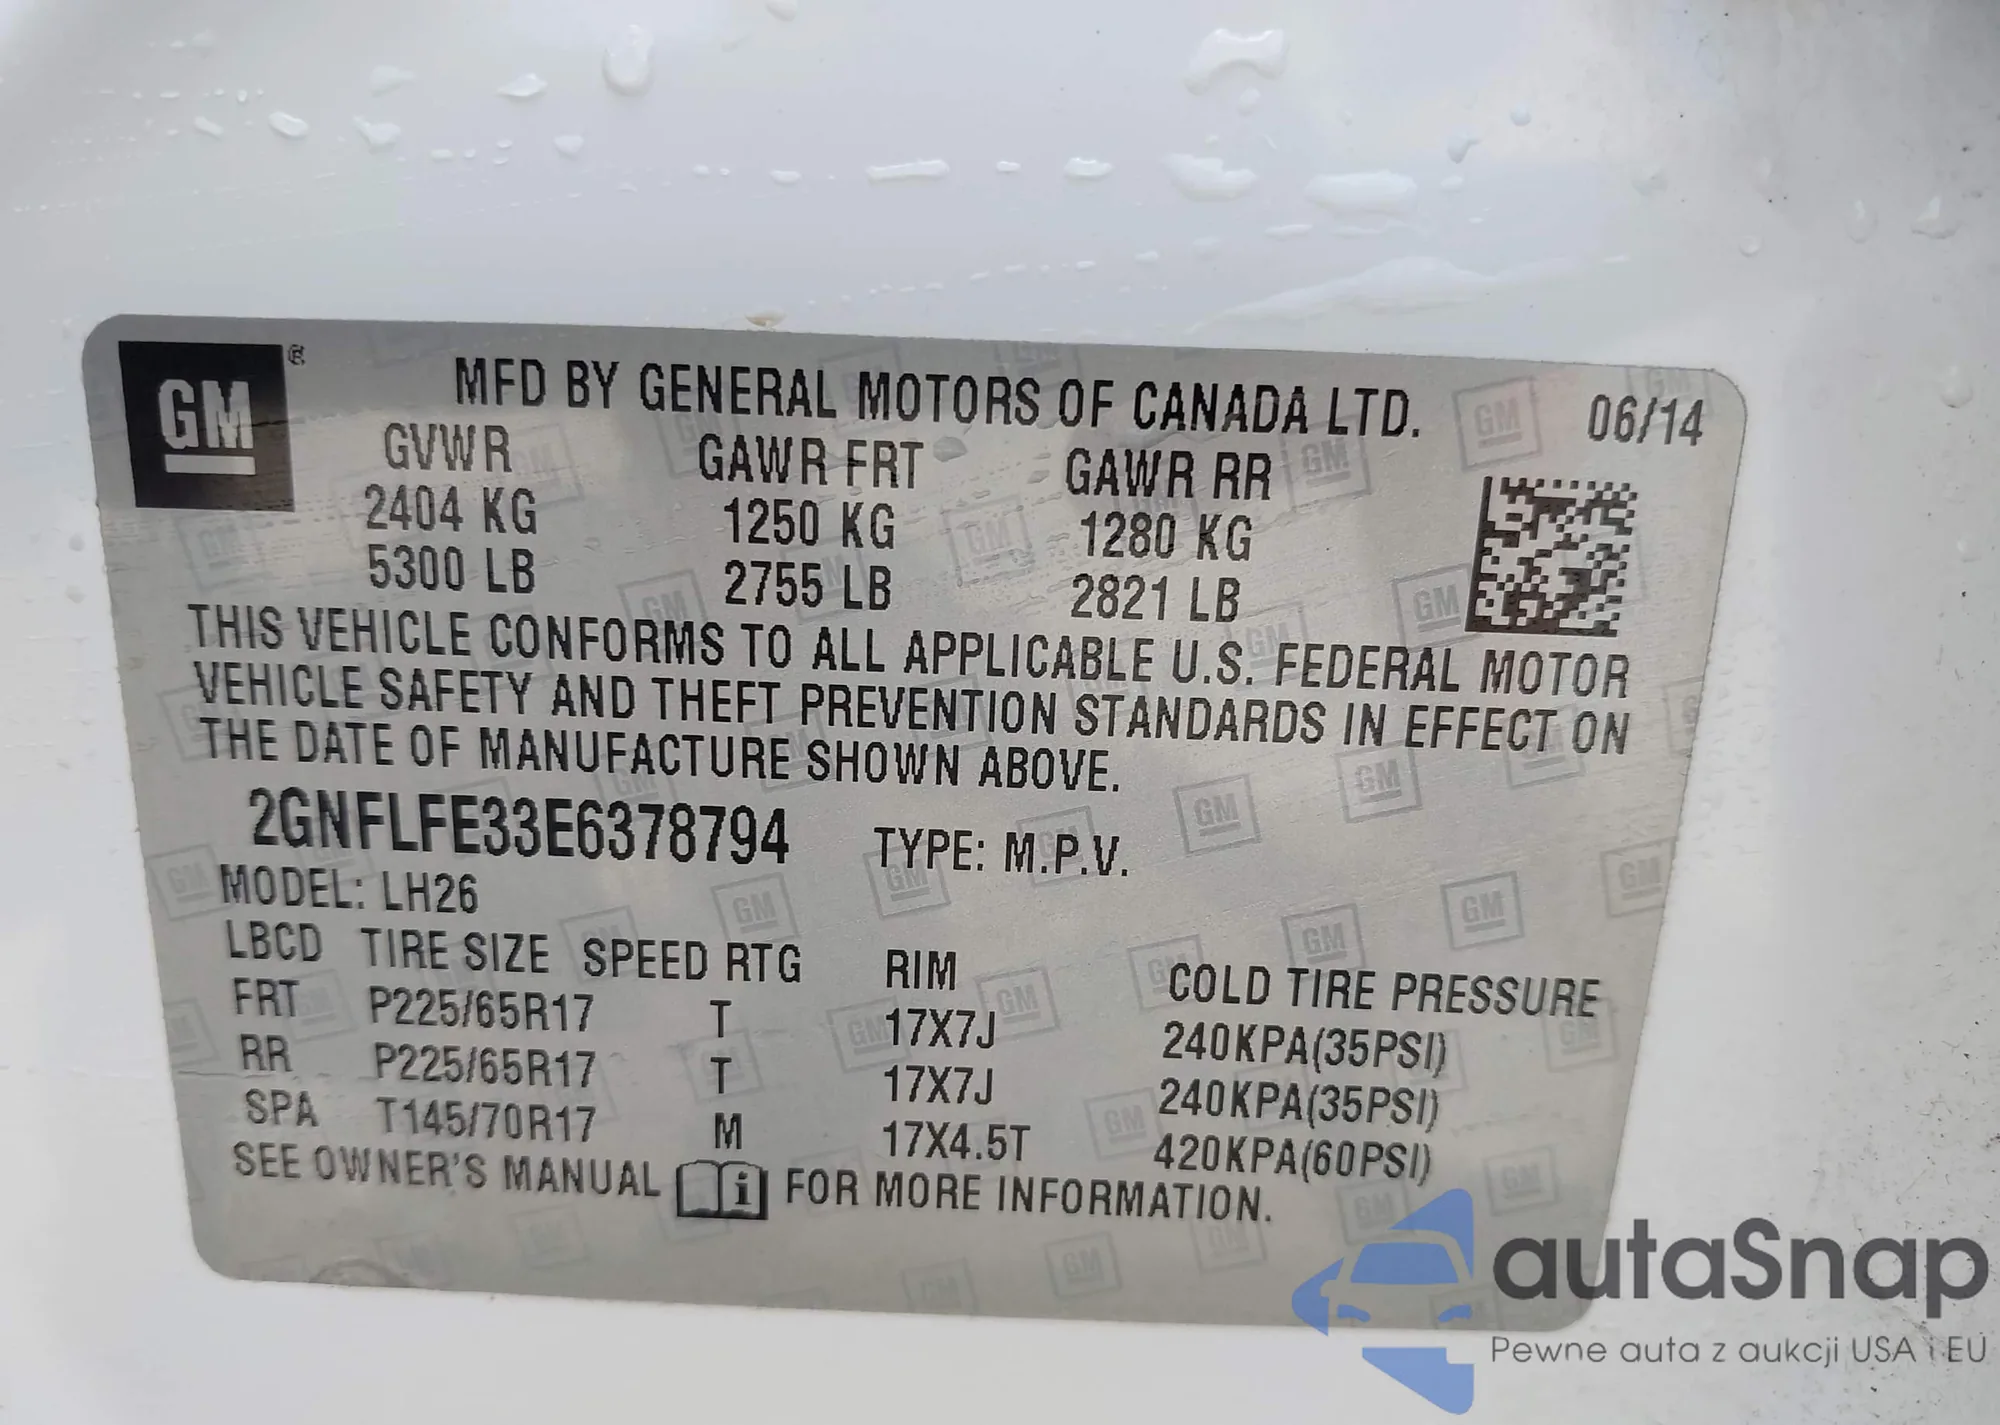 GM®
MFD BY GENERAL MOTORS OF CANADA LTD. 06/14
GVWR GAWR FRT GAWR RR
2404 KG 1250 KG 1280 KG
5300 LB 2755 LB 2821 LB
THIS VEHICLE CONFORMS TO ALL APPLICABLE U.S. FEDERAL MOTOR
VEHICLE SAFETY AND THEFT PREVENTION STANDARDS IN EFFECT ON
THE DATE OF MANUFACTURE SHOWN ABOVE.
2GNFLFE33E6378794 TYPE: M.P.V.
MODEL: LH26
LBCD TIRE SIZE SPEED RTG RIM COLD TIRE PRESSURE
FRT P225/65R17 T 17X7J 240KPA(35PSI)
RR P225/65R17 T 17X7J 240KPA(35PSI)
SPA T145/70R17 M 17X4.5T 420KPA(60PSI)
SEE OWNER'S MANUAL i FOR MORE INFORMATION.
autaSnap
Pewne auta z aukcji USA i EU